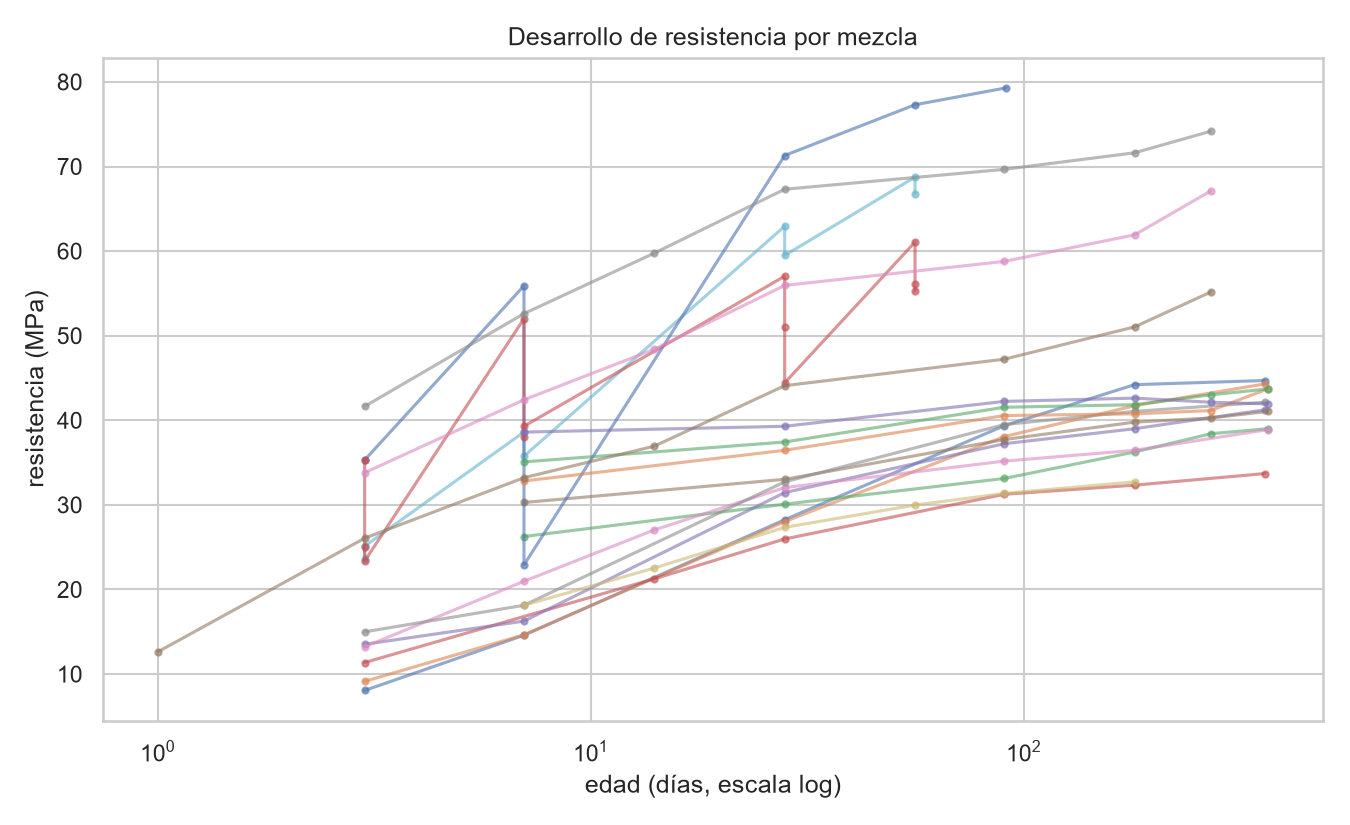 Desarrollo de resistencia por mezcla
resistencia (MPa)
80
70
60
50
40
30
20
10
10⁰ 10¹ 10²
edad (días, escala log)